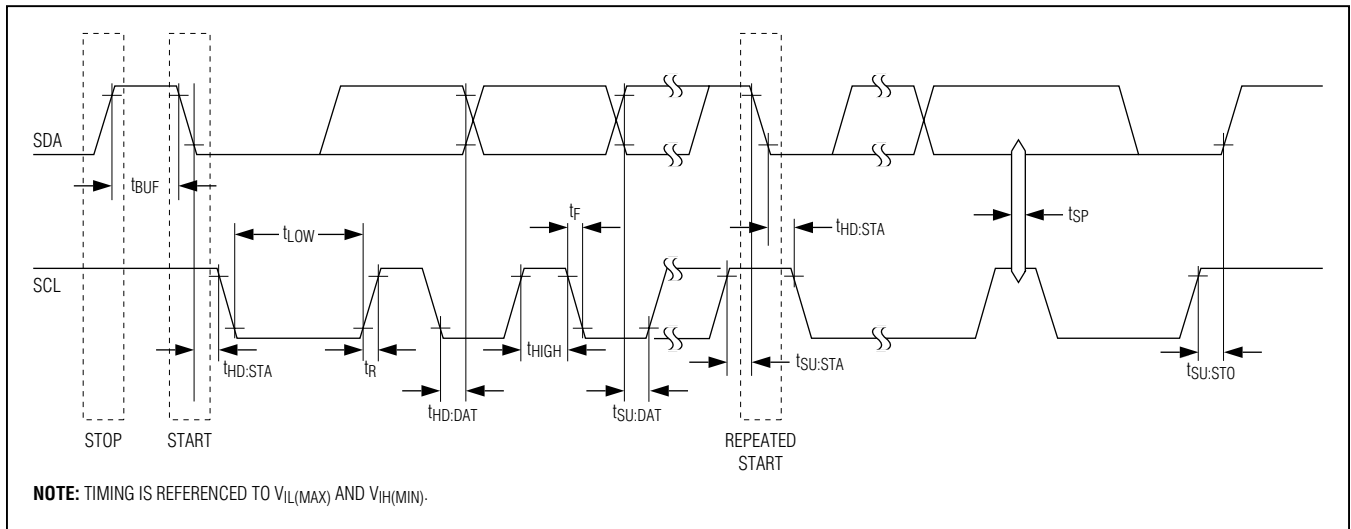 SDA
tBUF
tLOW
tF
tHD:STA
tSP
SCL
tHD:STA
tR
tHD:DAT
tHIGH
tSU:DAT
tSU:STA
tSU:STO
STOP
START
REPEATED
START
NOTE: TIMING IS REFERENCED TO VIL(MAX) AND VIH(MIN).